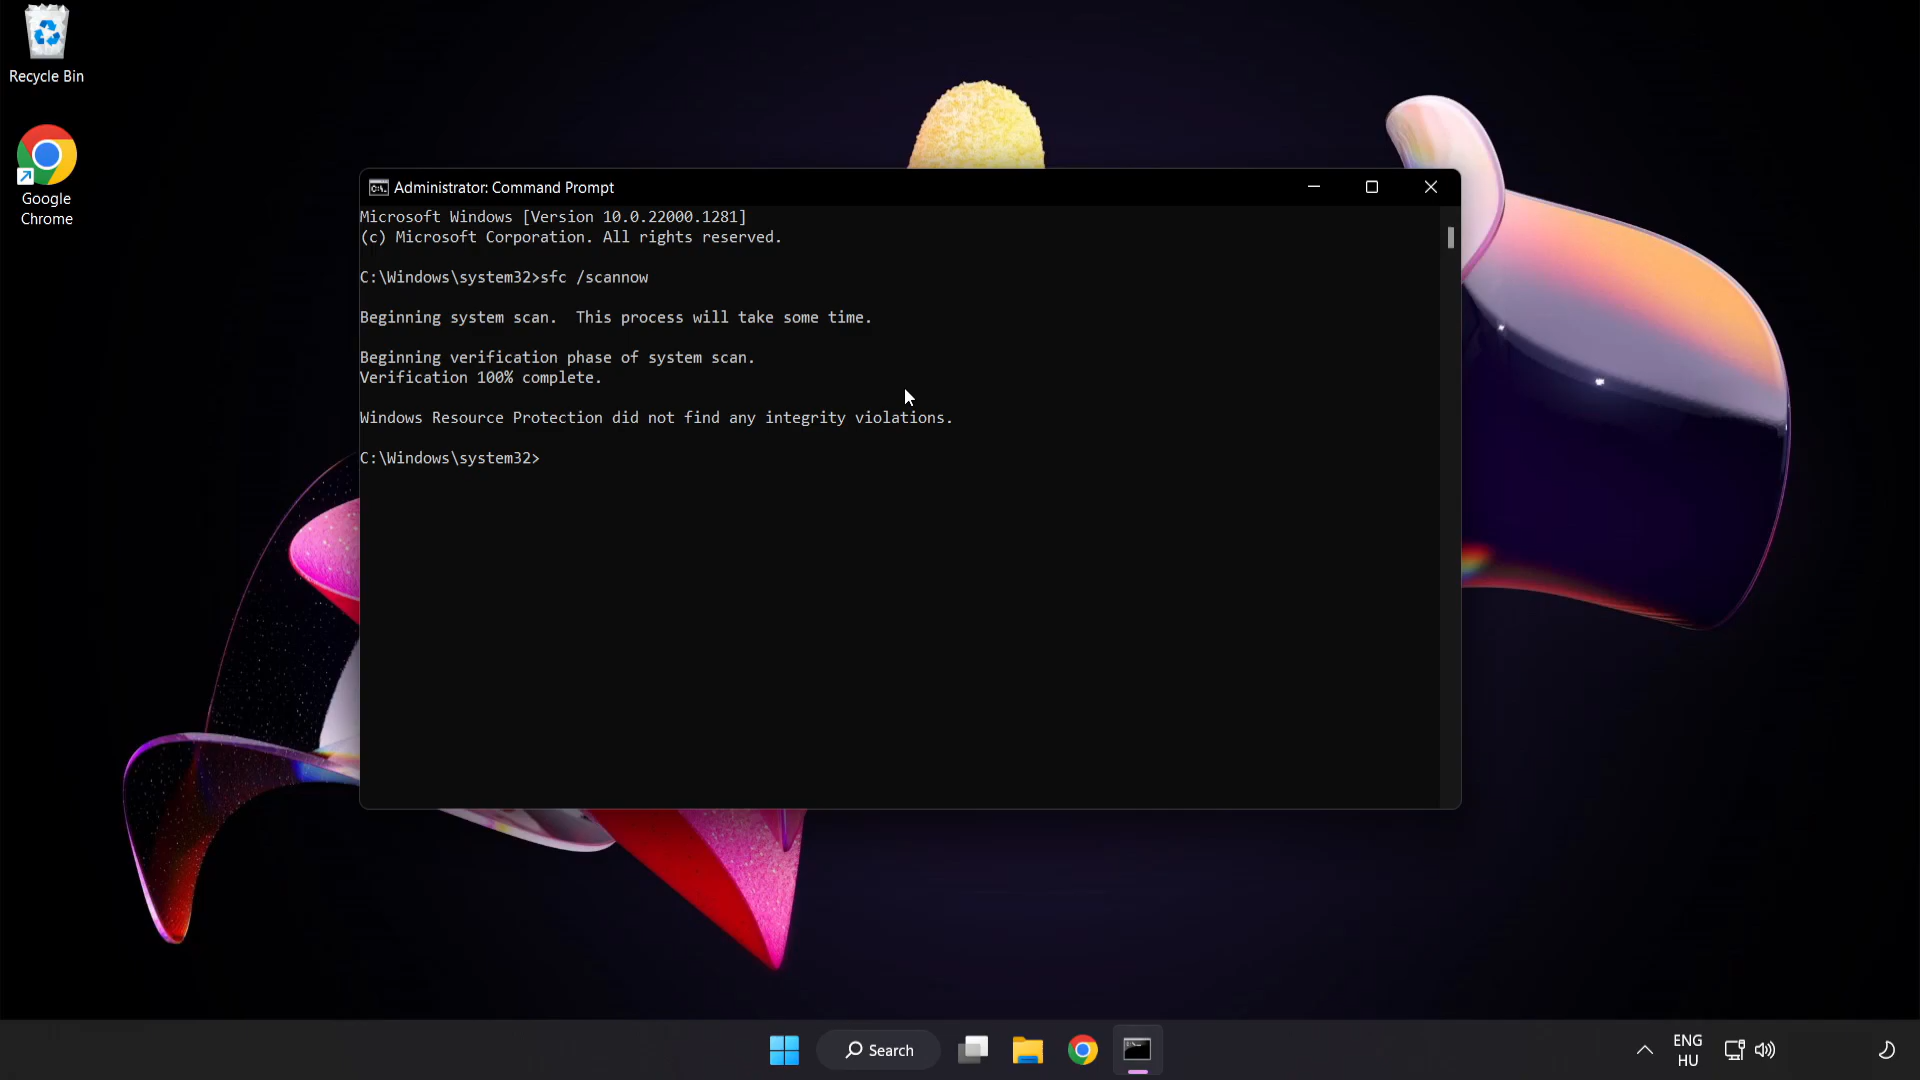 Recycle Bin
Google
Chrome
Administrator: Command Prompt
Microsoft Windows [Version 10.0.22000.1281]
(c) Microsoft Corporation. All rights reserved.
C:\Windows\system32>sfc /scannow
Beginning system scan.  This process will take some time.
Beginning verification phase of system scan.
Verification 100% complete.
Windows Resource Protection did not find any integrity violations.
C:\Windows\system32>
Search
ENG
HU